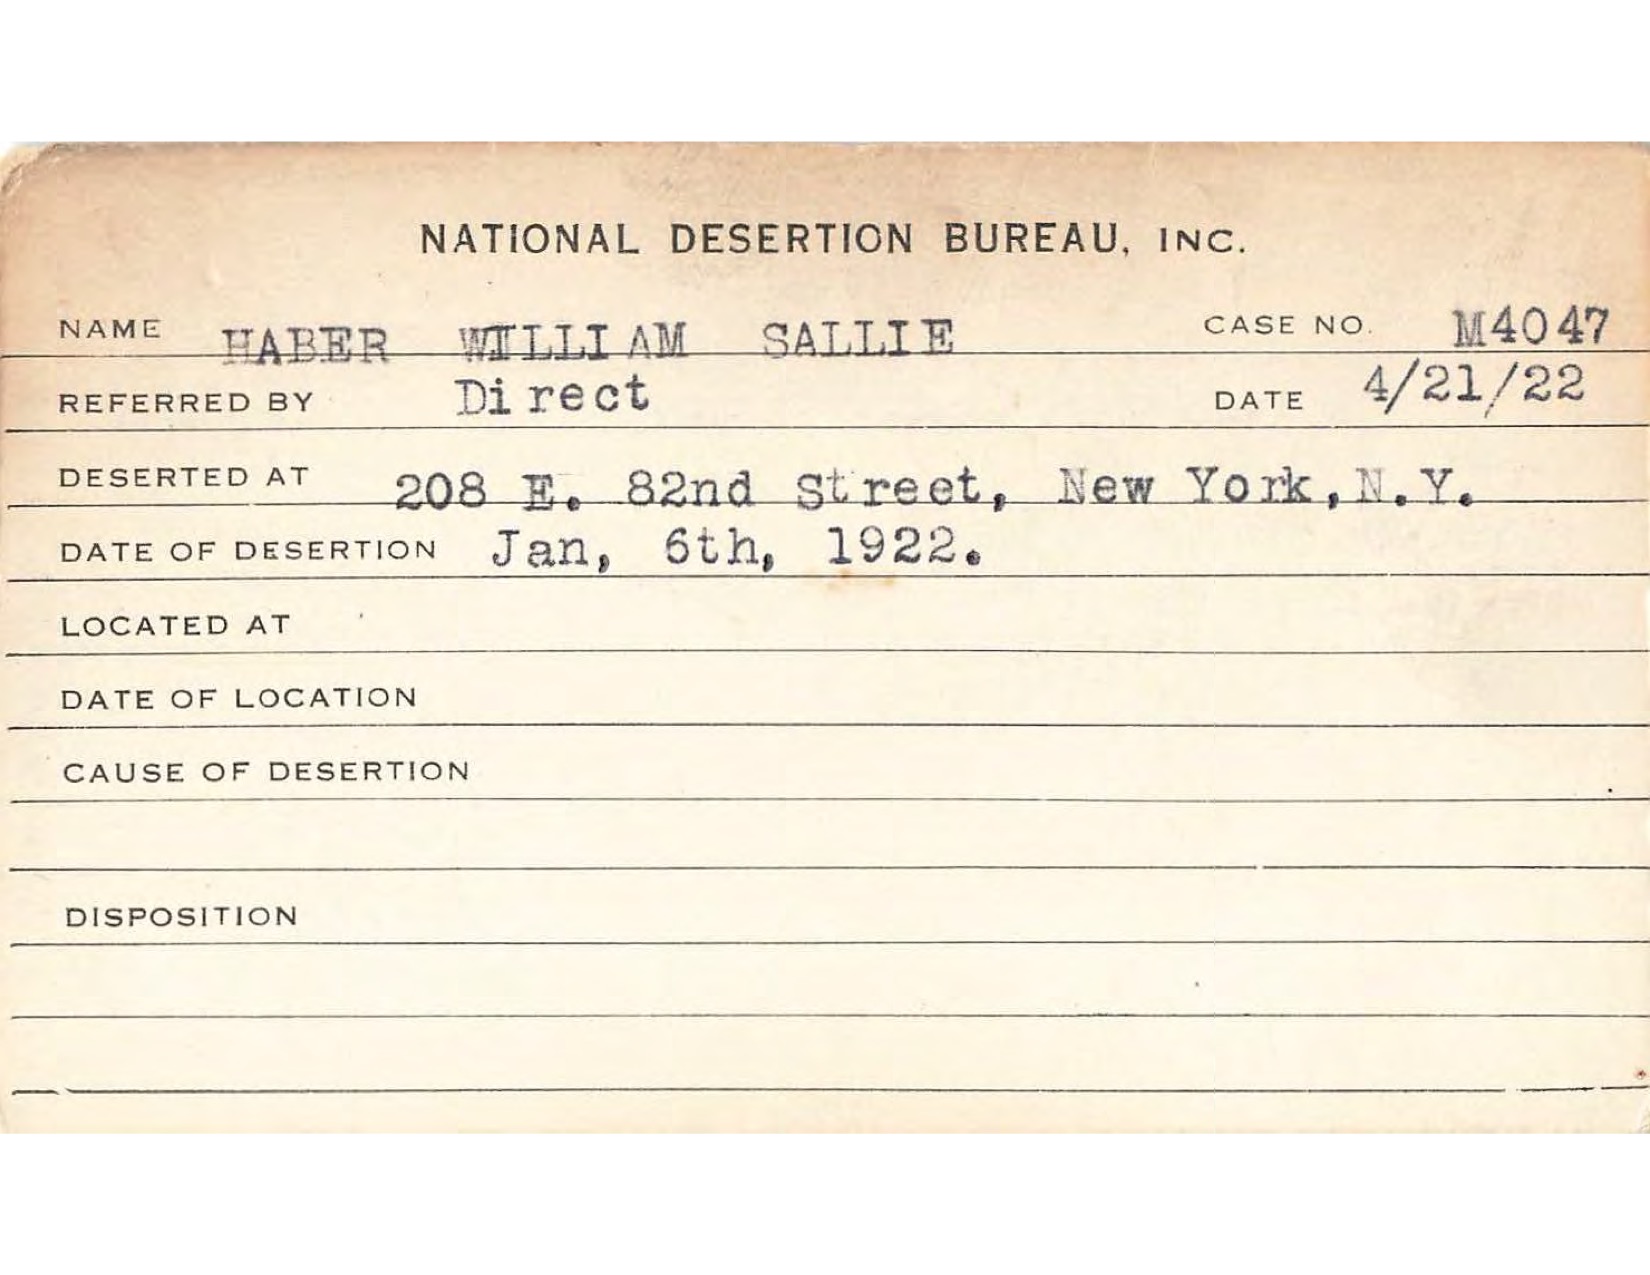 NATIONAL DESERTION BUREAU, INC.
NAME HABER WILLIAM SALLIE CASE NO. M4047
REFERRED BY Direct DATE 4/21/22
DESERTED AT 208 E. 82nd Street, New York, N.Y.
DATE OF DESERTION Jan, 6th, 1922.
LOCATED AT
DATE OF LOCATION
CAUSE OF DESERTION
DISPOSITION